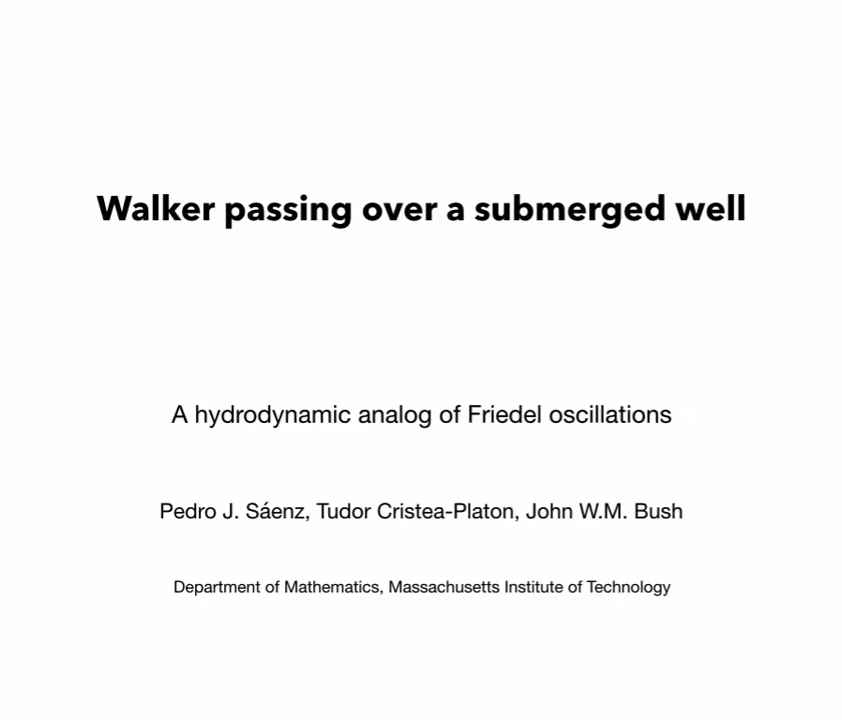 Walker passing over a submerged well
A hydrodynamic analog of Friedel oscillations
Pedro J. Sáenz, Tudor Cristea-Platon, John W.M. Bush
Department of Mathematics, Massachusetts Institute of Technology